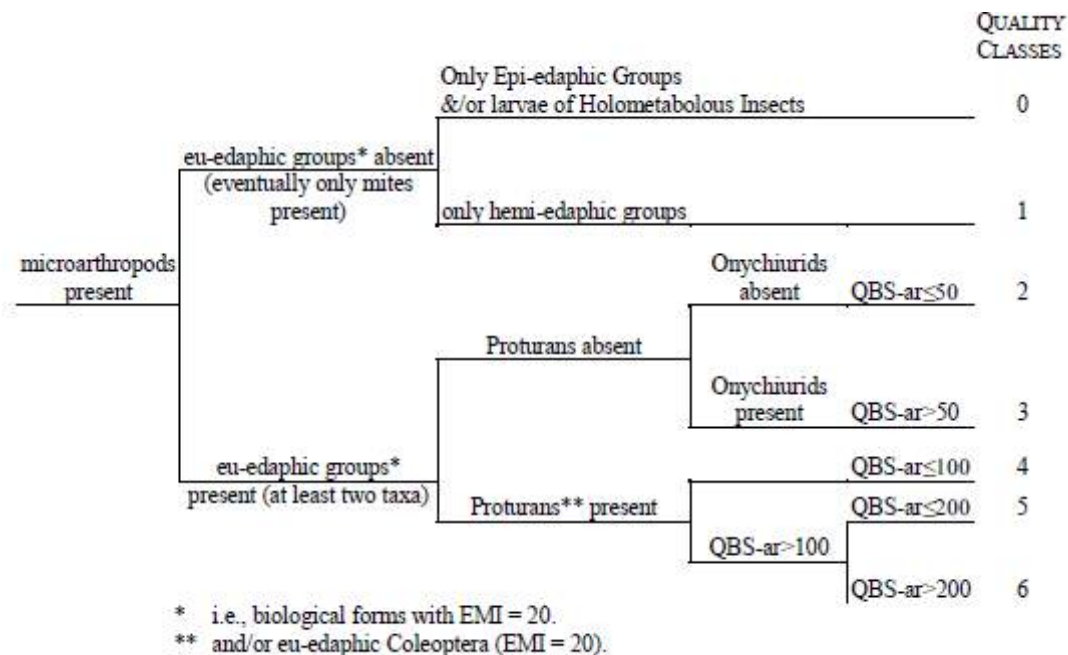 QUALITY
CLASSES
Only Epi-edaphic Groups
&/or larvae of Holometabolous Insects
0
eu-edaphic groups* absent
(eventually only mites
present)
only hemi-edaphic groups
1
microarthropods
present
Onychiurids
absent
QBS-ar≤50
2
Proturans absent
Onychiurids
present
QBS-ar>50
3
eu-edaphic groups*
present (at least two taxa)
QBS-ar≤100
4
Proturans** present
QBS-ar≤200
5
QBS-ar>100
QBS-ar>200
6
* i.e., biological forms with EMI = 20.
** and/or eu-edaphic Coleoptera (EMI = 20).